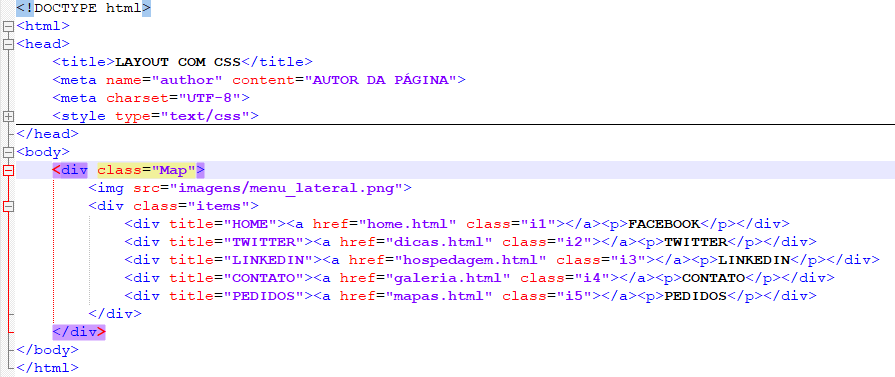 <!DOCTYPE html>
<html>
<head>
<title>LAYOUT COM CSS</title>
<meta name="author" content="AUTOR DA PÁGINA">
<meta charset="UTF-8">
<style type="text/css">
</head>
<body>
<div class="Map">
<img src="imagens/menu_lateral.png">
<div class="items">
<div title="HOME"><a href="home.html" class="i1"></a><p>FACEBOOK</p></div>
<div title="TWITTER"><a href="dicas.html" class="i2"></a><p>TWITTER</p></div>
<div title="LINKEDIN"><a href="hospedagem.html" class="i3"></a><p>LINKEDIN</p></div>
<div title="CONTATO"><a href="galeria.html" class="i4"></a><p>CONTATO</p></div>
<div title="PEDIDOS"><a href="mapas.html" class="i5"></a><p>PEDIDOS</p></div>
</div>
</div>
</body>
</html>